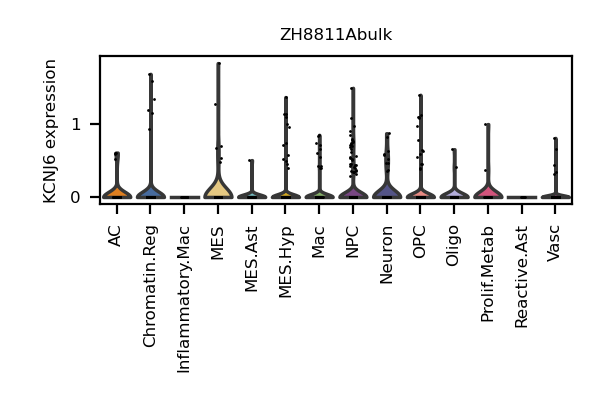 ZH8811Abulk
KCNJ6 expression
1
0
AC
Chromatin.Reg
Inflammatory.Mac
MES
MES.Ast
MES.Hyp
Mac
NPC
Neuron
OPC
Oligo
Prolif.Metab
Reactive.Ast
Vasc